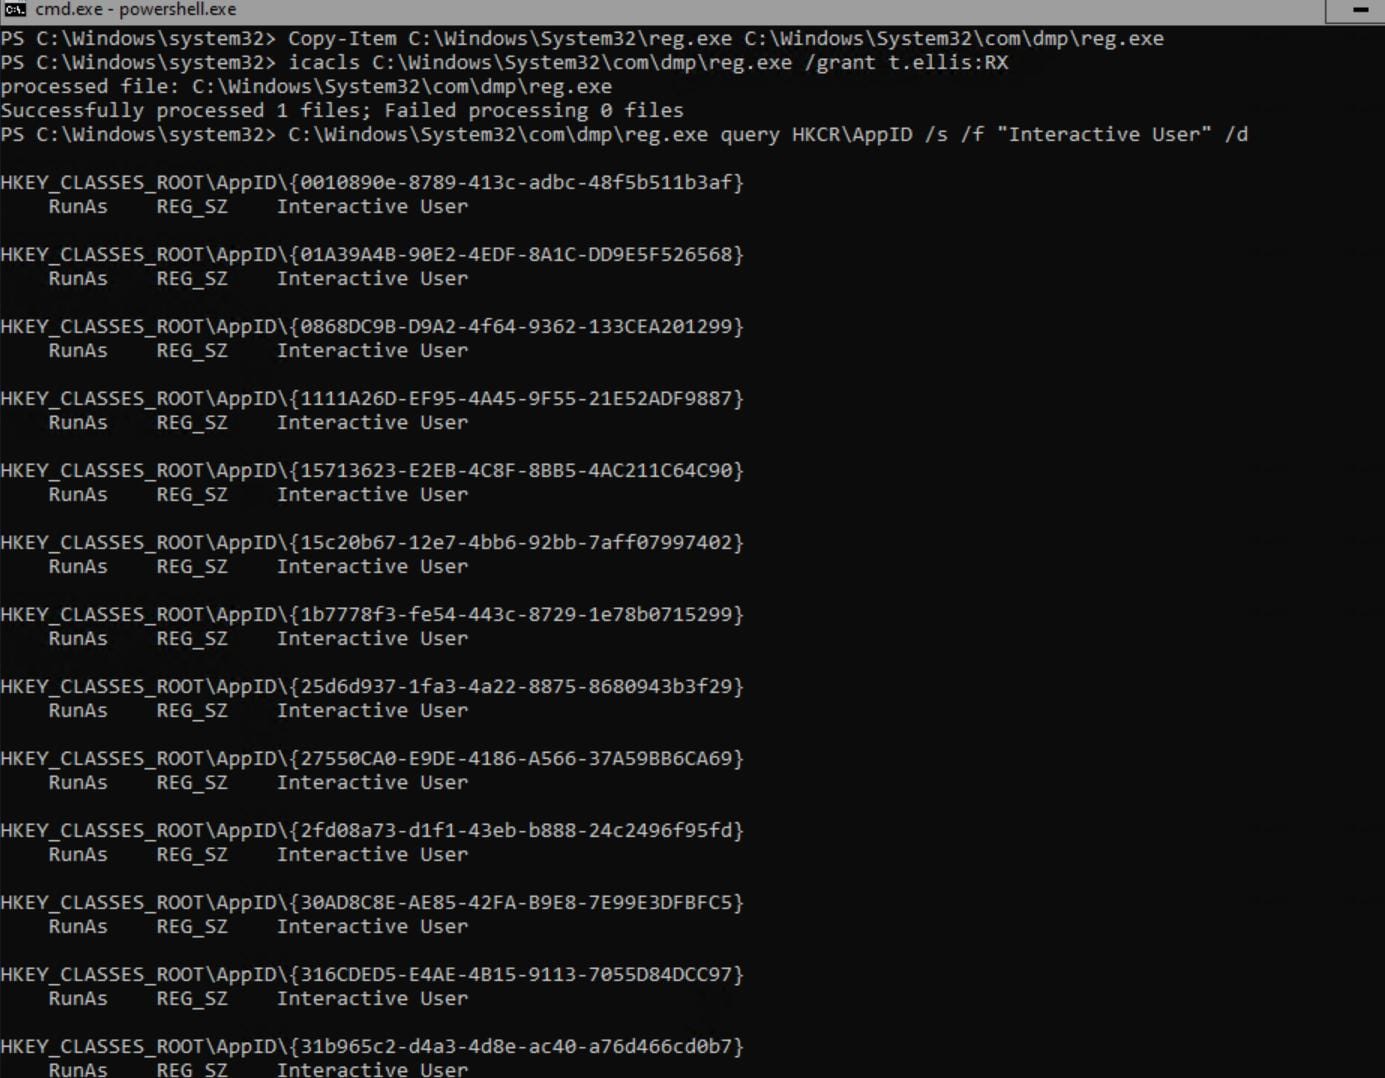 cmd.exe - powershell.exe
PS C:\Windows\system32> Copy-Item C:\Windows\System32\reg.exe C:\Windows\System32\com\dmp\reg.exe
PS C:\Windows\system32> icacls C:\Windows\System32\com\dmp\reg.exe /grant t.ellis:RX
processed file: C:\Windows\System32\com\dmp\reg.exe
Successfully processed 1 files; Failed processing 0 files
PS C:\Windows\system32> C:\Windows\System32\com\dmp\reg.exe query HKCR\AppID /s /f "Interactive User" /d
HKEY_CLASSES_ROOT\AppID\{0010890e-8789-413c-adbc-48f5b511b3af}
RunAs REG_SZ Interactive User
HKEY_CLASSES_ROOT\AppID\{01A39A4B-90E2-4EDF-8A1C-DD9E5F526568}
RunAs REG_SZ Interactive User
HKEY_CLASSES_ROOT\AppID\{0868DC9B-D9A2-4f64-9362-133CEA201299}
RunAs REG_SZ Interactive User
HKEY_CLASSES_ROOT\AppID\{1111A26D-EF95-4A45-9F55-21E52ADF9887}
RunAs REG_SZ Interactive User
HKEY_CLASSES_ROOT\AppID\{15713623-E2EB-4C8F-8BB5-4AC211C64C90}
RunAs REG_SZ Interactive User
HKEY_CLASSES_ROOT\AppID\{15c20b67-12e7-4bb6-92bb-7aff07997402}
RunAs REG_SZ Interactive User
HKEY_CLASSES_ROOT\AppID\{1b7778f3-fe54-443c-8729-1e78b0715299}
RunAs REG_SZ Interactive User
HKEY_CLASSES_ROOT\AppID\{25d6d937-1fa3-4a22-8875-8680943b3f29}
RunAs REG_SZ Interactive User
HKEY_CLASSES_ROOT\AppID\{27550CA0-E9DE-4186-A566-37A59BB6CA69}
RunAs REG_SZ Interactive User
HKEY_CLASSES_ROOT\AppID\{2fd08a73-d1f1-43eb-b888-24c2496f95fd}
RunAs REG_SZ Interactive User
HKEY_CLASSES_ROOT\AppID\{30AD8C8E-AE85-42FA-B9E8-7E99E3DFBFC5}
RunAs REG_SZ Interactive User
HKEY_CLASSES_ROOT\AppID\{316CDED5-E4AE-4B15-9113-7055D84DCC97}
RunAs REG_SZ Interactive User
HKEY_CLASSES_ROOT\AppID\{31b965c2-d4a3-4d8e-ac40-a76d466cd0b7}
RunAs REG_SZ Interactive User